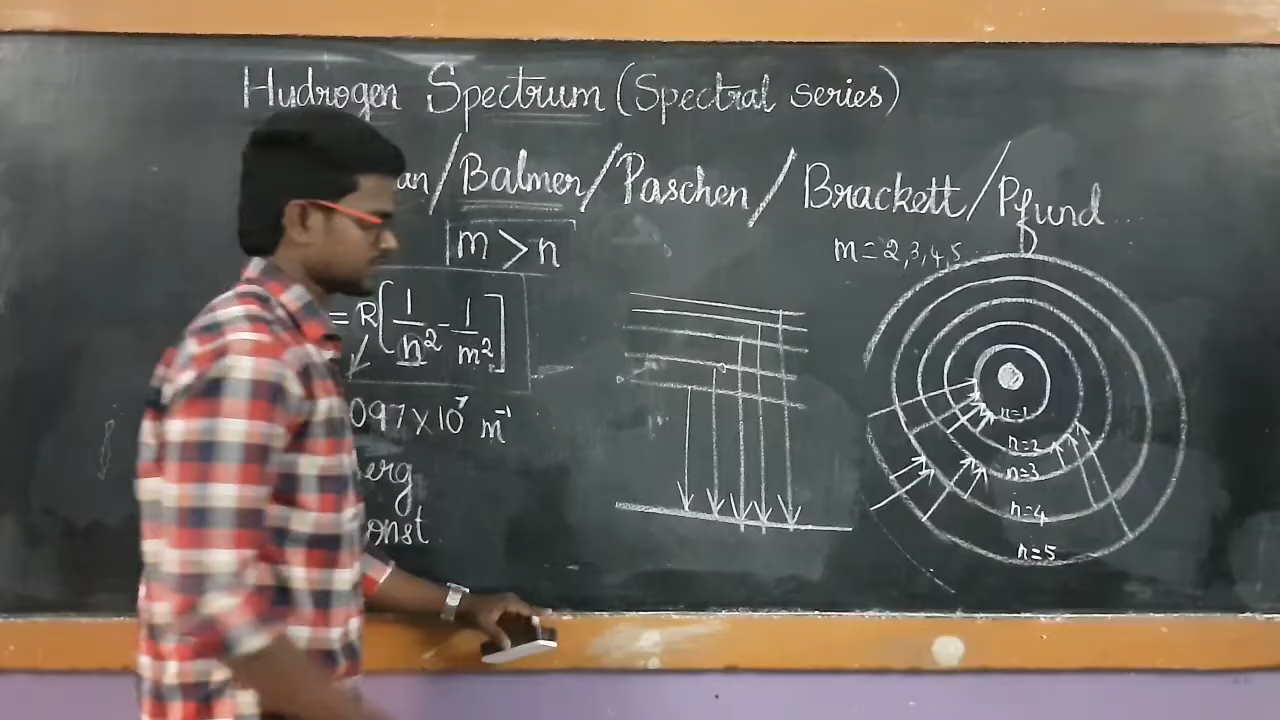 Hydrogen Spectrum (Spectral series)
an/Balmer/Paschen/Brackett/Pfund
m > n
m = 2,3,4,5....
= R[1/n² - 1/m²]
097 x 10⁷ m⁻¹
erg
onst.
n=1
n=2
n=3
n=4
n=5